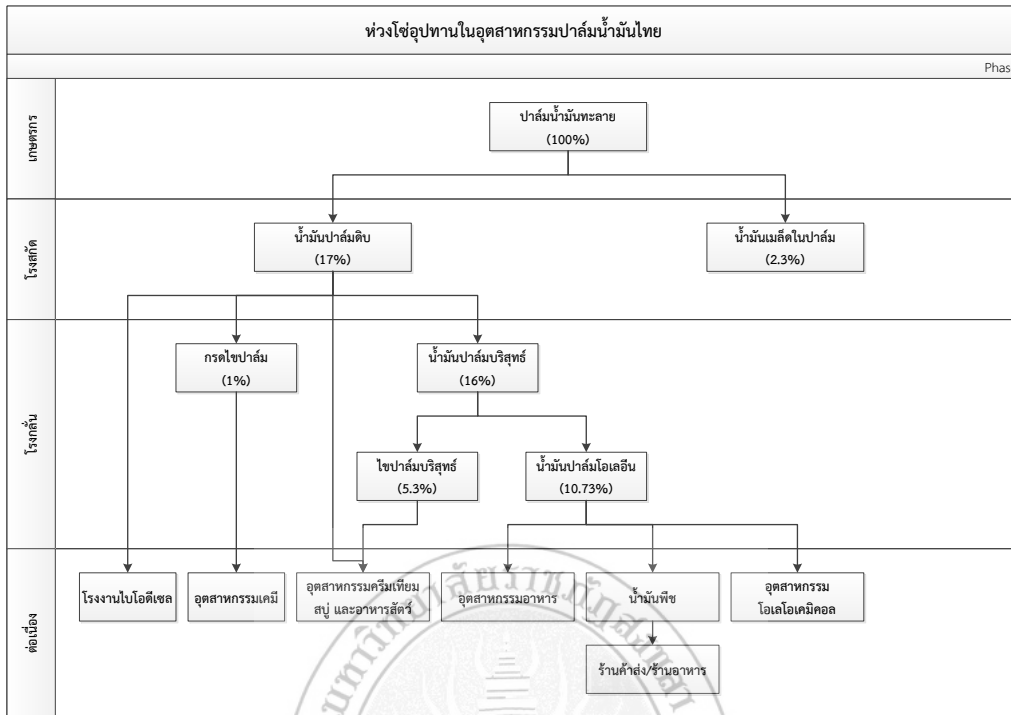 ห่วงโซ่อุปทานในอุตสาหกรรมปาล์มน้ำมันไทย
Phas
เกษตรกร
ปาล์มน้ำมันทะลาย
(100%)
โรงสกัด
น้ำมันปาล์มดิบ
(17%)
น้ำมันเมล็ดในปาล์ม
(2.3%)
โรงกลั่น
กรดไขปาล์ม
(1%)
น้ำมันปาล์มบริสุทธ์
(16%)
ไขปาล์มบริสุทธ์
(5.3%)
น้ำมันปาล์มโอเลอีน
(10.73%)
ต่อเนื่อง
โรงงานไบโอดีเซล
อุตสาหกรรมเคมี
อุตสาหกรรมครีมเทียม
สบู่ และอาหารสัตว์
อุตสาหกรรมอาหาร
น้ำมันพืช
อุตสาหกรรม
โอเลโอเคมิคอล
ร้านค้าส่ง/ร้านอาหาร